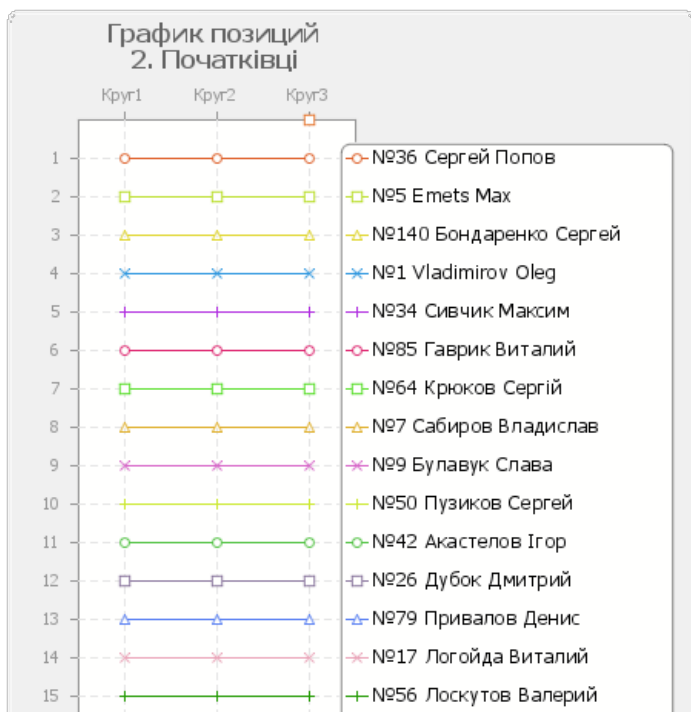 График позиций
2. Початківці
Круг1 Круг2 Круг3
1 №36 Сергей Попов
2 №5 Emets Max
3 №140 Бондаренко Сергей
4 №1 Vladimirov Oleg
5 №34 Сивчик Максим
6 №85 Гаврик Виталий
7 №64 Крюков Сергій
8 №7 Сабиров Владислав
9 №9 Булавук Слава
10 №50 Пузиков Сергей
11 №42 Акастелов Ігор
12 №26 Дубок Дмитрий
13 №79 Привалов Денис
14 №17 Логойда Виталий
15 №56 Лоскутов Валерий